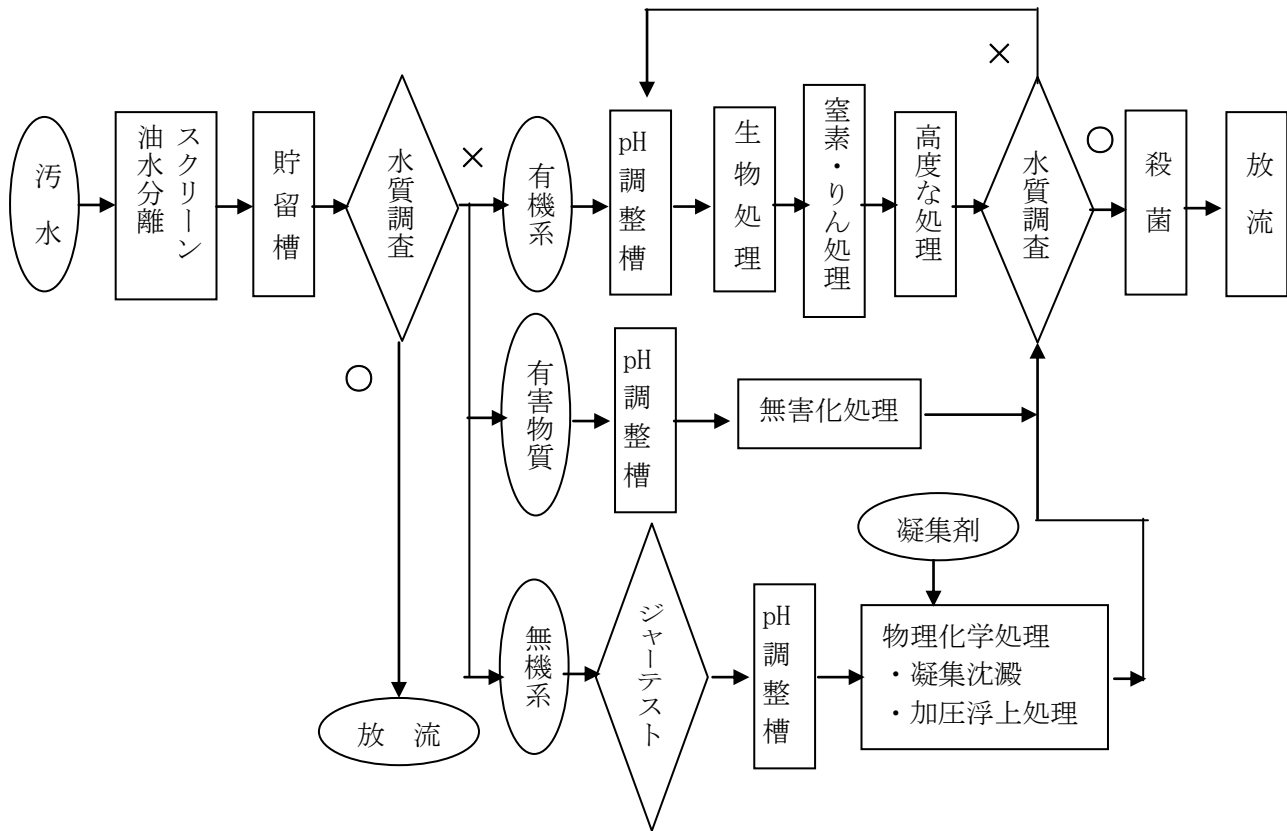 汚水
スクリーン
油水分離
貯留槽
水質調査
×
○
放 流
有機系
pH調整槽
生物処理
窒素・りん処理
高度な処理
水質調査
×
○
殺菌
放流
有害物質
pH調整槽
無害化処理
無機系
ジャーテスト
pH調整槽
凝集剤
物理化学処理
・凝集沈澱
・加圧浮上処理